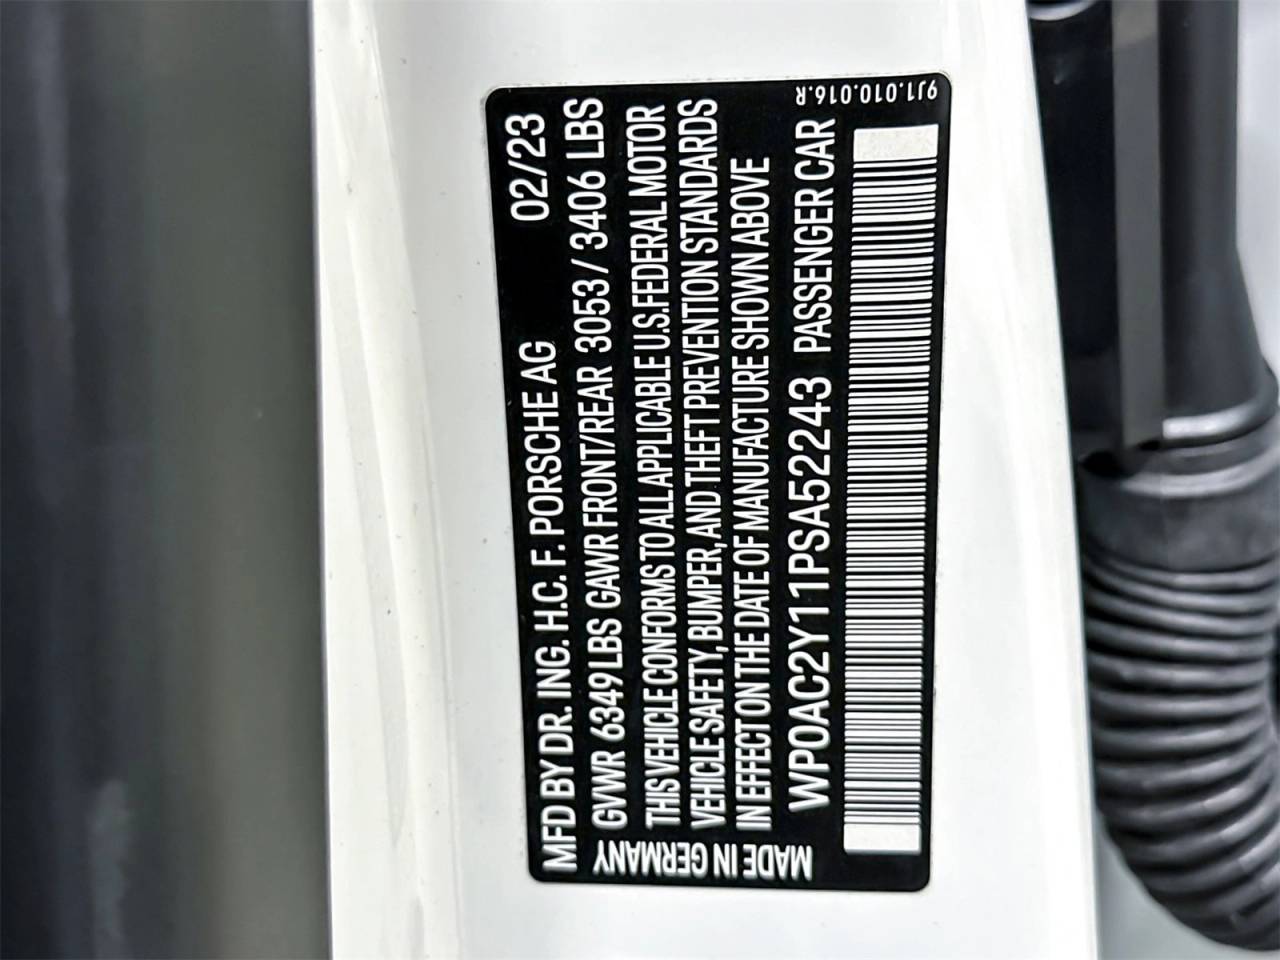 MFD BY DR. ING. H.C. F. PORSCHE AG 02/23
GVWR 6349 LBS GAWR FRONT/REAR 3053 / 3406 LBS
THIS VEHICLE CONFORMS TO ALL APPLICABLE U.S. FEDERAL MOTOR
VEHICLE SAFETY, BUMPER, AND THEFT PREVENTION STANDARDS
IN EFFECT ON THE DATE OF MANUFACTURE SHOWN ABOVE
WP0AC2Y11PSA52243 PASSENGER CAR
MADE IN GERMANY
9J1.010.016.R